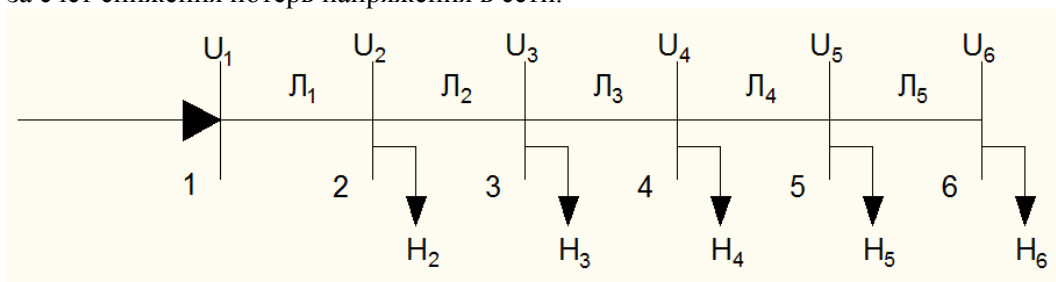 за счет снижения потерь напряжения в сети.
U₁ U₂ U₃ U₄ U₅ U₆
Л₁ Л₂ Л₃ Л₄ Л₅
1 2 3 4 5 6
Н₂ Н₃ Н₄ Н₅ Н₆